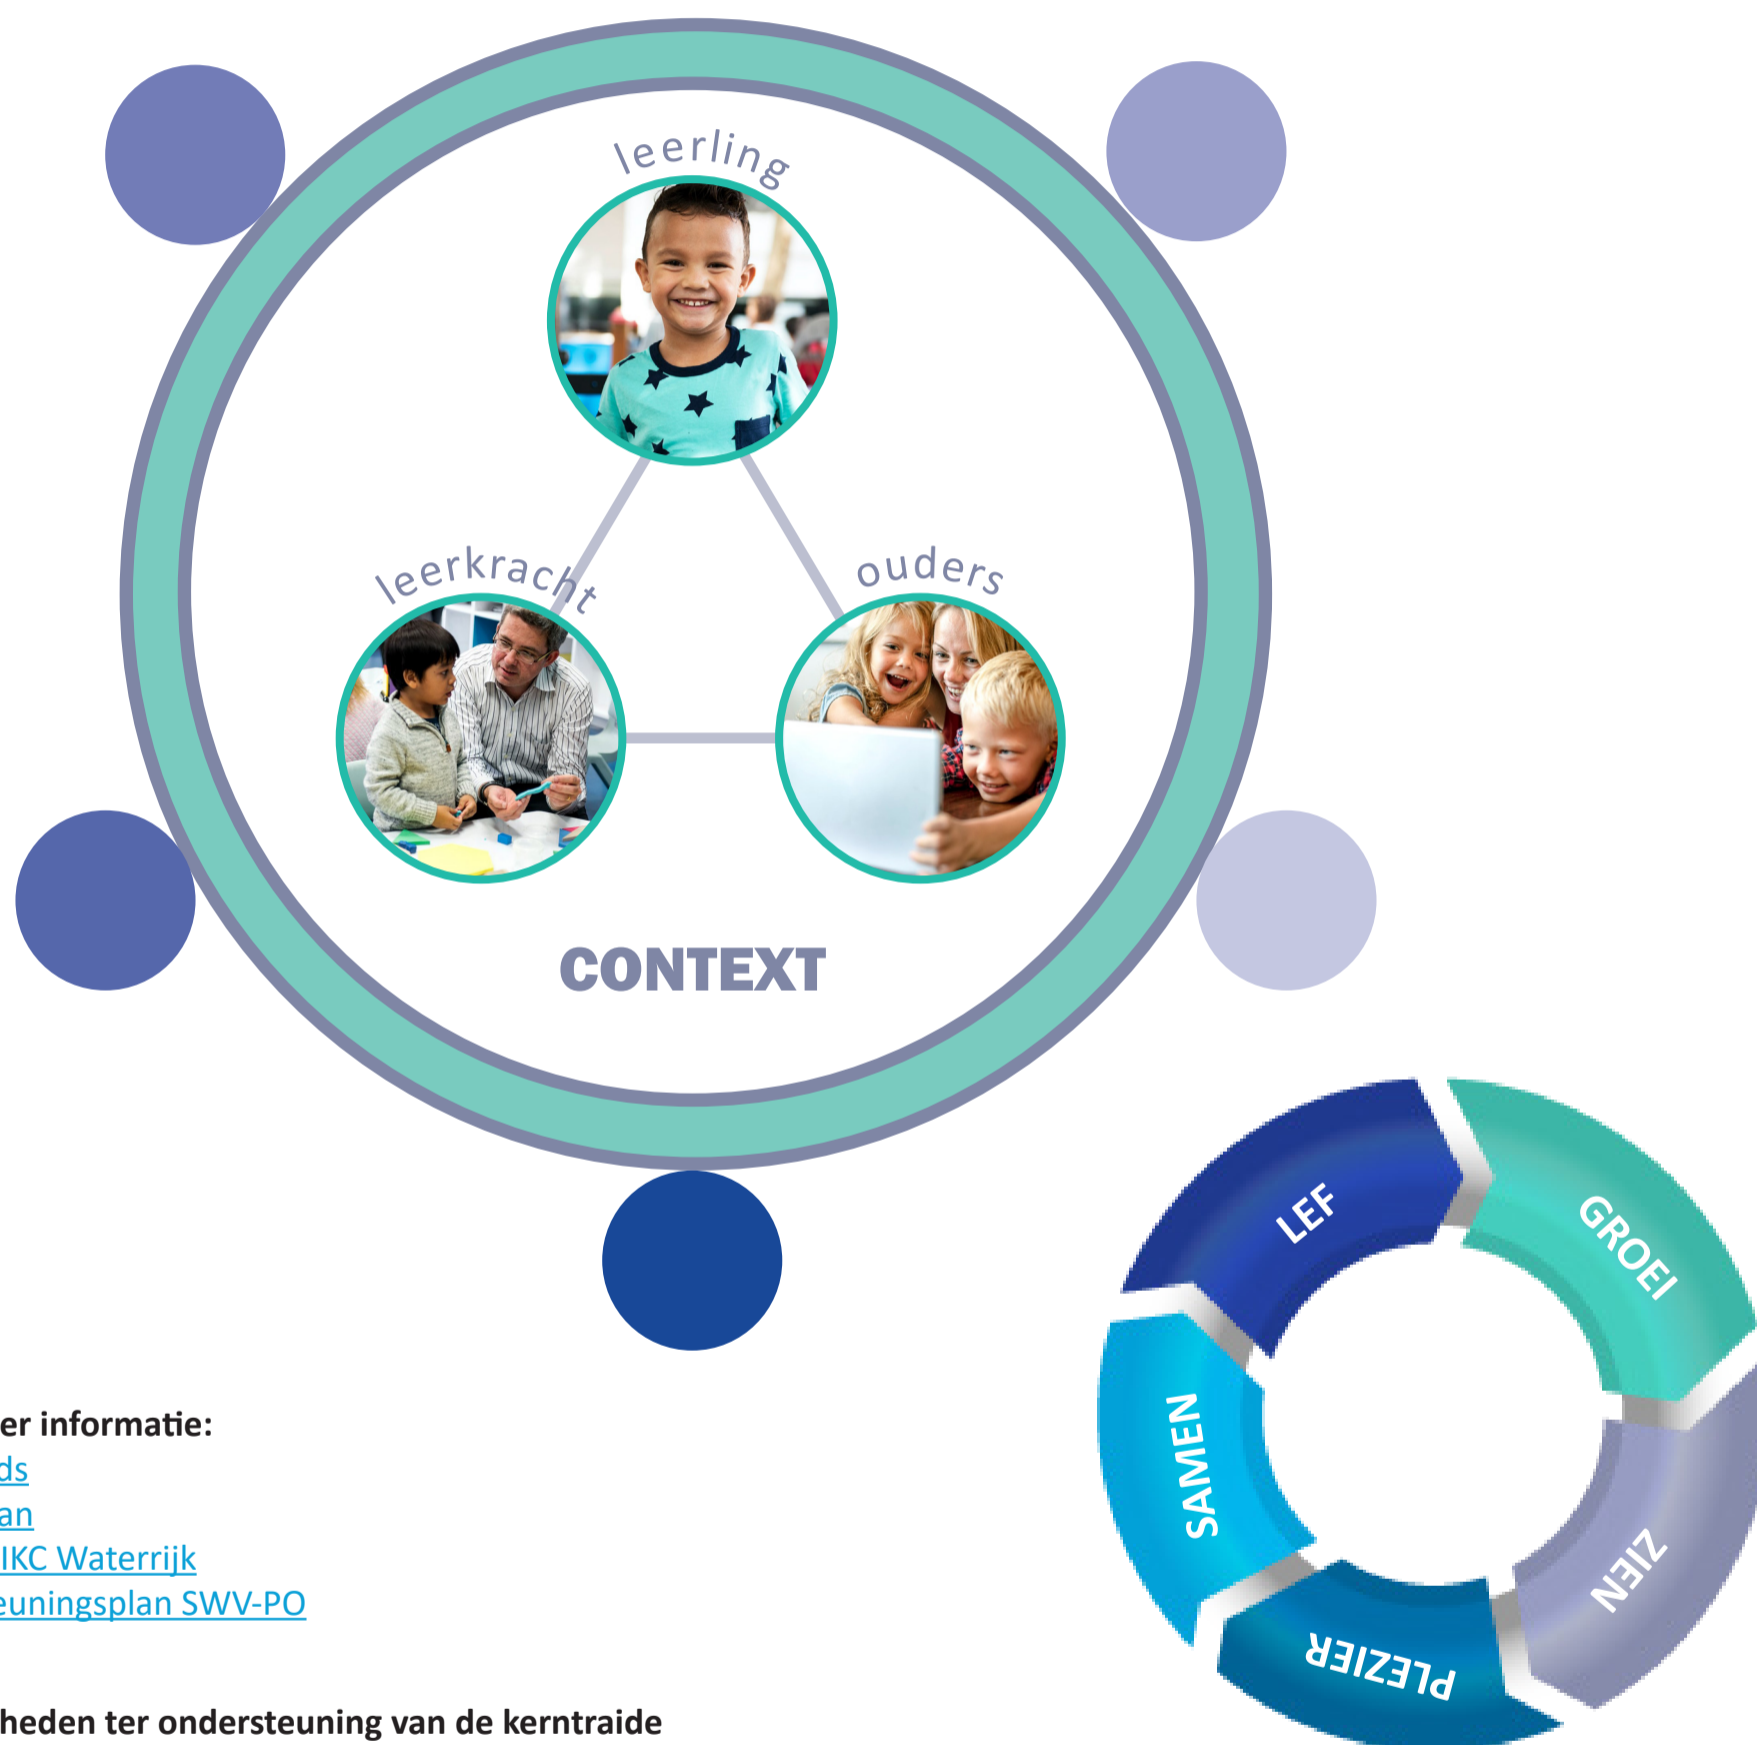 leerling
leerkracht
ouders
CONTEXT
LEF
GROEI
SAMEN
ZIEN
PLEZIER
er informatie:
ds
an
IKC Waterrijk
euningsplan SWV-PO
heden ter ondersteuning van de kerntraide